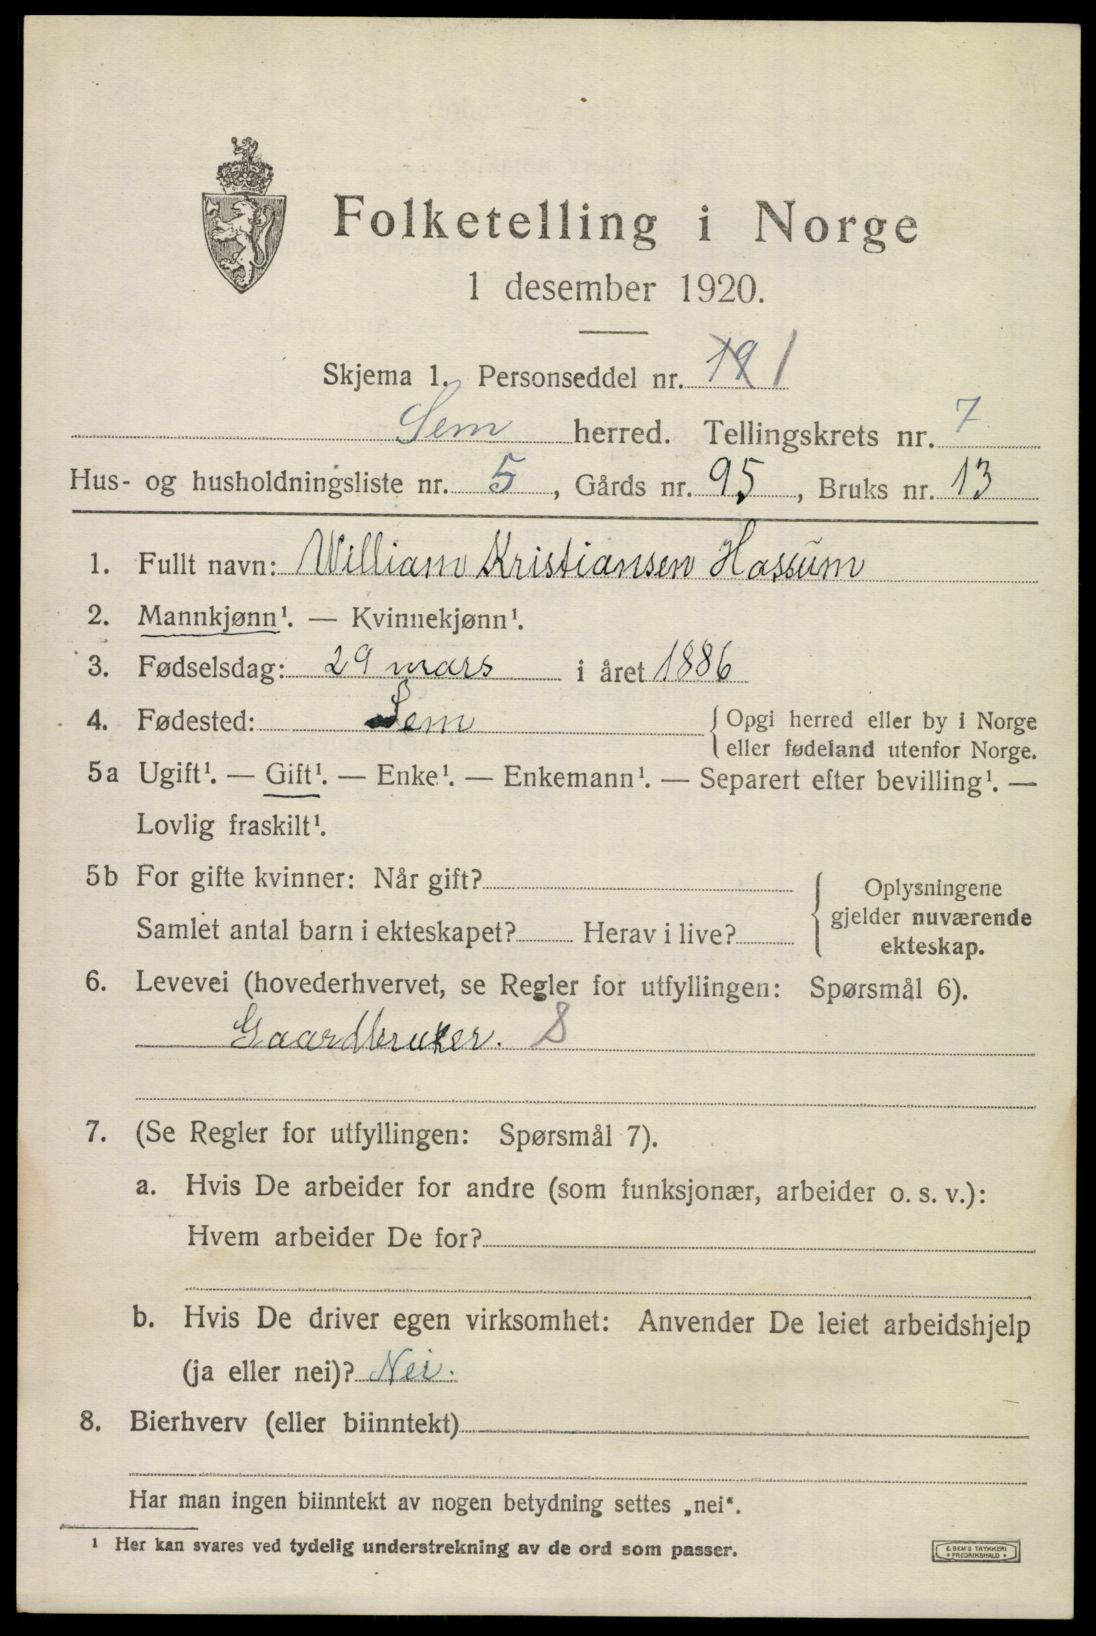 Folketelling i Norge
1 desember 1920.
Skjema 1. Personseddel nr. 19 1
Sem herred. Tellingskrets nr. 7
Hus- og husholdningsliste nr. 5, Gårds nr. 95, Bruks nr. 13
1. Fullt navn: William Kristiansen Hassum
2. Mannkjønn¹. — Kvinnekjønn¹.
3. Fødselsdag: 29 mars i året 1886
4. Fødested: Sem { Opgi herred eller by i Norge
eller fødeland utenfor Norge.
5a Ugift¹. — Gift¹. — Enke¹. — Enkemann¹. — Separert efter bevilling¹. —
Lovlig fraskilt¹.
5b For gifte kvinner: Når gift? { Oplysningene
gjelder nuværende
Samlet antal barn i ekteskapet? Herav i live?
ekteskap.
6. Levevei (hovederhvervet, se Regler for utfyllingen: Spørsmål 6).
Gaardbruker. S
7. (Se Regler for utfyllingen: Spørsmål 7).
a. Hvis De arbeider for andre (som funksjonær, arbeider o. s. v.):
Hvem arbeider De for?
b. Hvis De driver egen virksomhet: Anvender De leiet arbeidshjelp
(ja eller nei)? Nei.
8. Bierhverv (eller biinntekt)
Har man ingen biinntekt av nogen betydning settes „nei“.
¹ Her kan svares ved tydelig understrekning av de ord som passer.
E. SEM'S TRYKKERI
• FREDRIKSHALD •